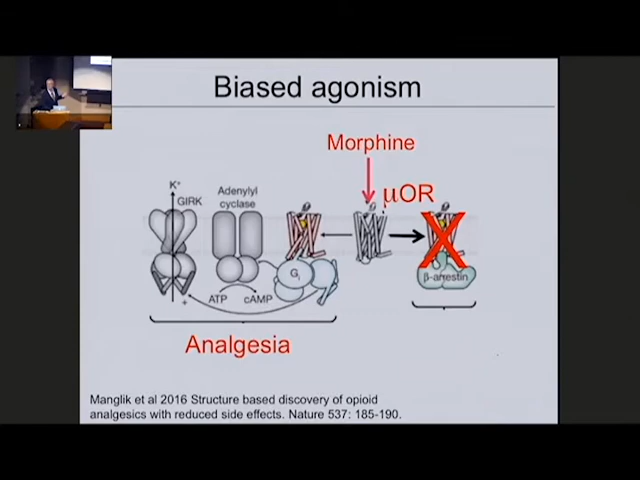 Biased agonism
Morphine
μOR
K⁺
GIRK
Adenylyl
cyclase
Gᵢ
β-arrestin
ATP
cAMP
+
Analgesia
Manglik et al 2016 Structure based discovery of opioid
analgesics with reduced side effects. Nature 537: 185-190.